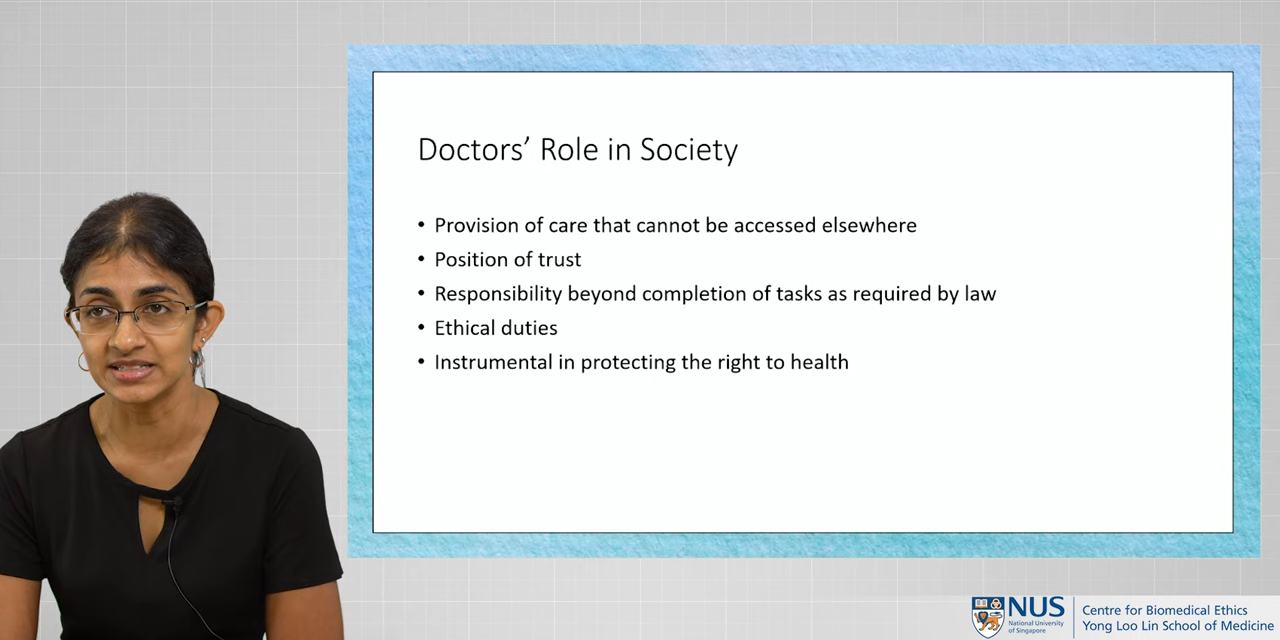 Doctors’ Role in Society
• Provision of care that cannot be accessed elsewhere
• Position of trust
• Responsibility beyond completion of tasks as required by law
• Ethical duties
• Instrumental in protecting the right to health
NUS
National University
of Singapore
Centre for Biomedical Ethics
Yong Loo Lin School of Medicine